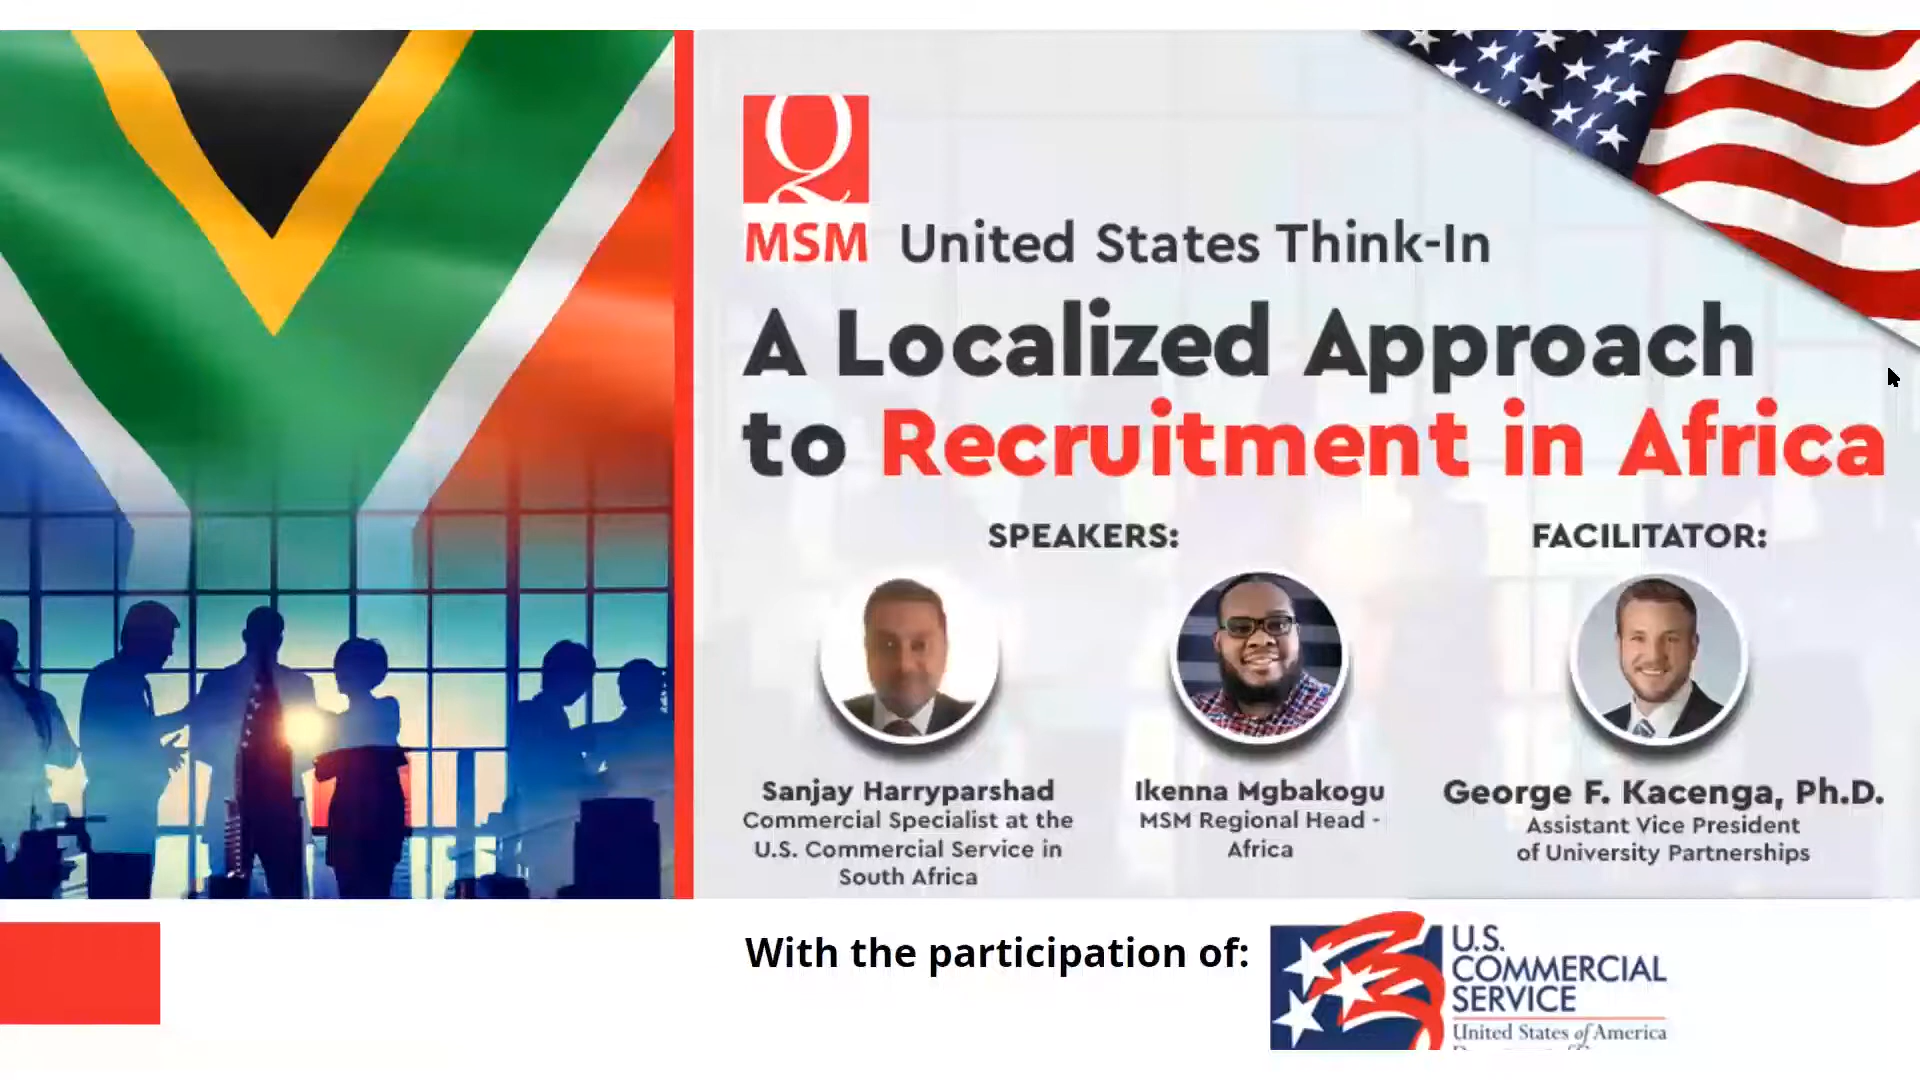 Q
MSM
United States Think-In
A Localized Approach
to Recruitment in Africa
SPEAKERS:
FACILITATOR:
Sanjay Harryparshad
Commercial Specialist at the
U.S. Commercial Service in
South Africa
Ikenna Mgbakogu
MSM Regional Head -
Africa
George F. Kacenga, Ph.D.
Assistant Vice President
of University Partnerships
With the participation of:
U.S.
COMMERCIAL
SERVICE
United States of America